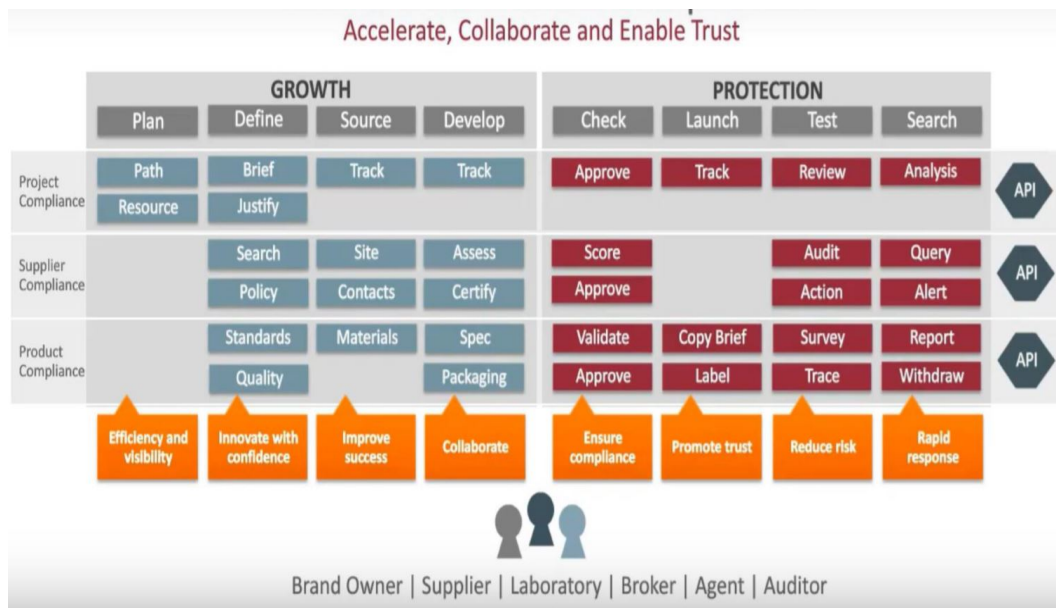 Accelerate, Collaborate and Enable Trust
GROWTH PROTECTION
Plan Define Source Develop Check Launch Test Search
Project Compliance
Path Brief Track Track Approve Track Review Analysis
Resource Justify
API
Supplier Compliance
Search Site Assess Score Audit Query
Policy Contacts Certify Approve Action Alert
API
Product Compliance
Standards Materials Spec Validate Copy Brief Survey Report
Quality Packaging Approve Label Trace Withdraw
API
Efficiency and visibility
Innovate with confidence
Improve success
Collaborate
Ensure compliance
Promote trust
Reduce risk
Rapid response
Brand Owner | Supplier | Laboratory | Broker | Agent | Auditor